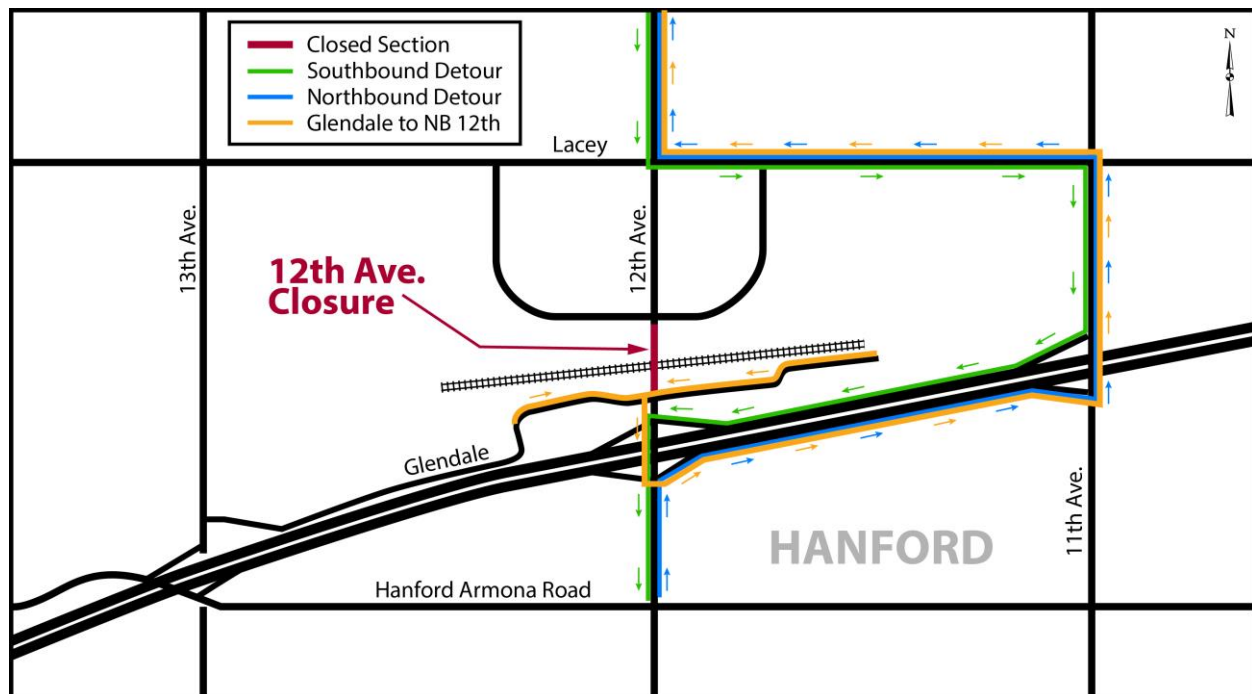 Closed Section
Southbound Detour
Northbound Detour
Glendale to NB 12th
N
Lacey
13th Ave.
12th Ave.
12th Ave.
Closure
Glendale
HANFORD
11th Ave.
Hanford Armona Road